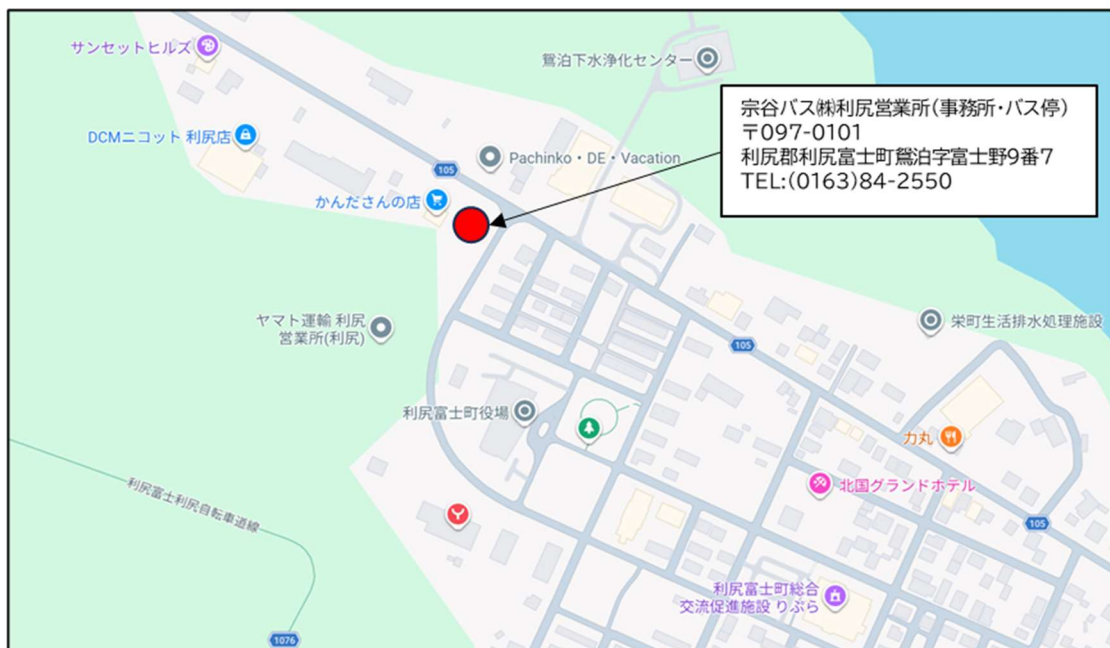 サンセットヒルズ
鴛泊下水浄化センター
宗谷バス㈱利尻営業所(事務所・バス停)
〒097-0101
利尻郡利尻富士町鴛泊字富士野9番7
TEL:(0163)84-2550
DCMニコット 利尻店
Pachinko・DE・Vacation
105
かんださんの店
ヤマト運輸 利尻
営業所(利尻)
栄町生活排水処理施設
105
利尻富士町役場
力丸
北国グランドホテル
利尻富士利尻自転車道線
105
利尻富士町総合
交流促進施設 りぷら
1076